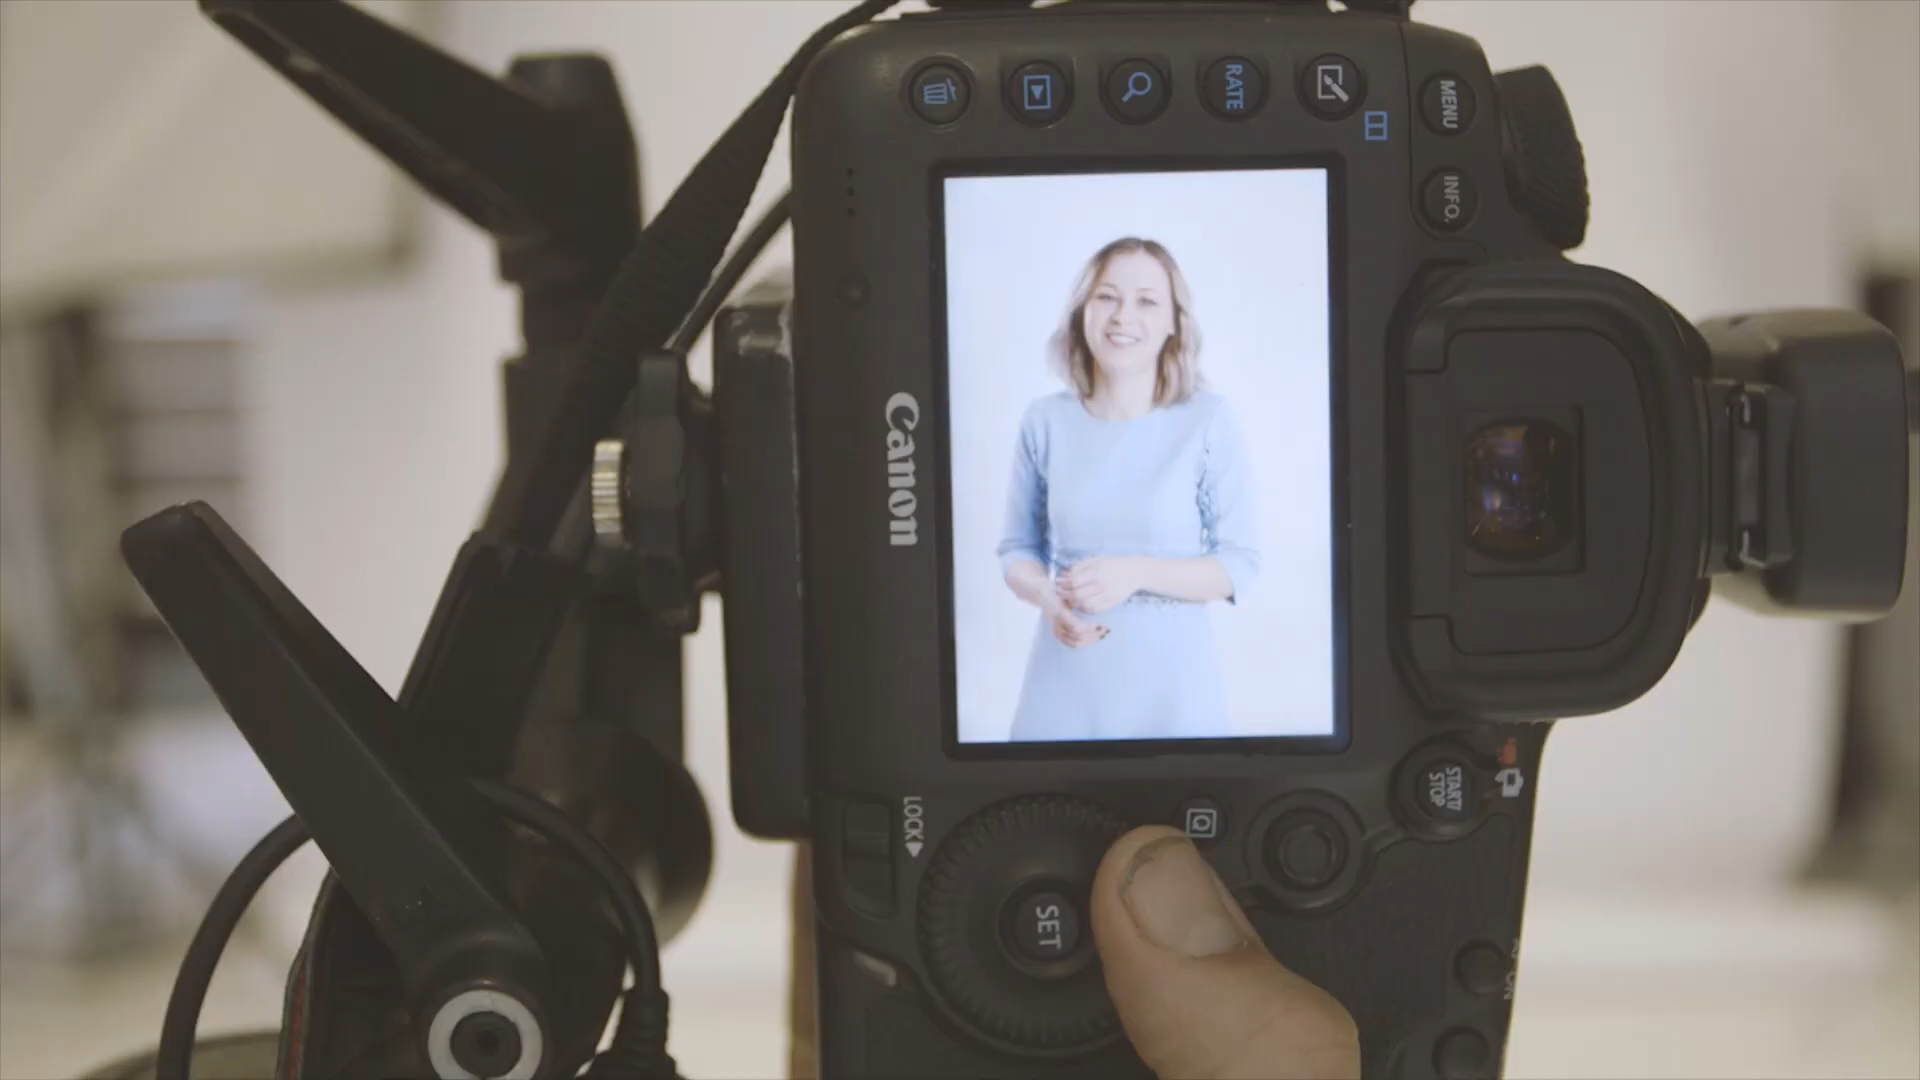 RATE
MENU
INFO.
Canon
START/
STOP
LOCK
Q
SET